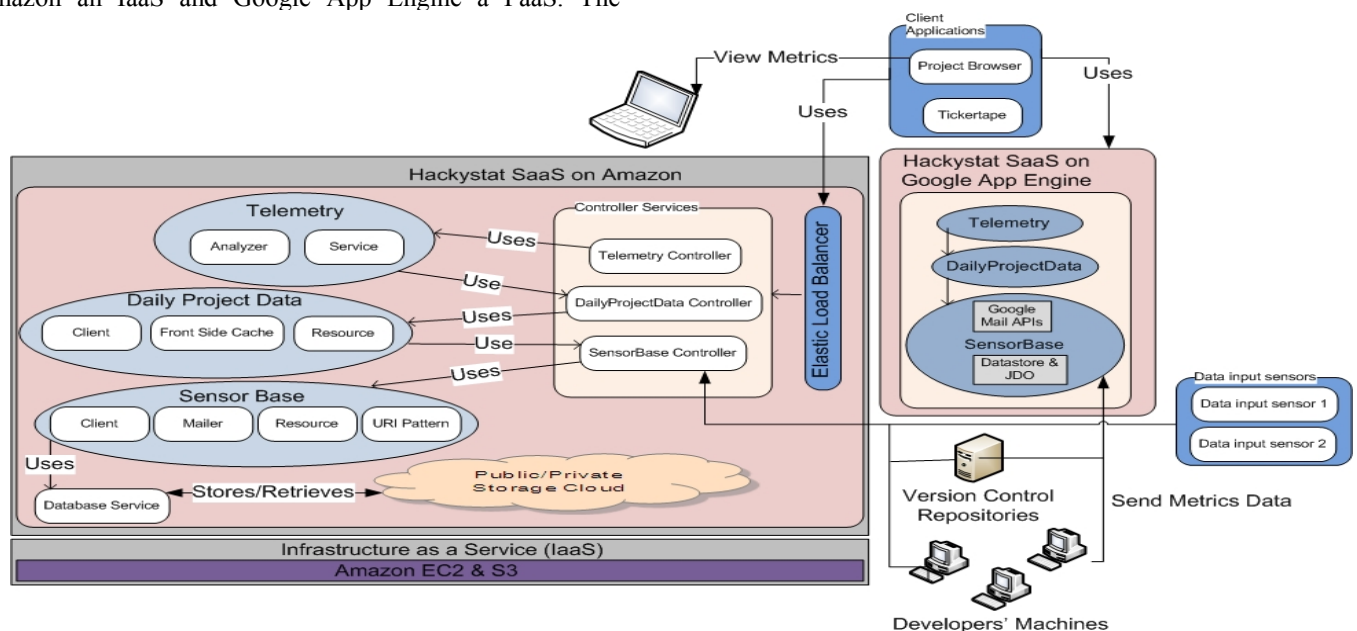 Amazon an IaaS and Google App Engine a PaaS. The
Client
Applications
Project Browser
Tickertape
View Metrics
Uses
Uses
Hackystat SaaS on Amazon
Telemetry
Analyzer
Service
Uses
Use
Daily Project Data
Client
Front Side Cache
Resource
Uses
Use
Sensor Base
Client
Mailer
Resource
URI Pattern
Uses
Uses
Database Service
Stores/Retrieves
Public/Private
Storage Cloud
Controller Services
Telemetry Controller
DailyProjectData Controller
SensorBase Controller
Elastic Load Balancer
Infrastructure as a Service (IaaS)
Amazon EC2 & S3
Hackystat SaaS on
Google App Engine
Telemetry
DailyProjectData
Google
Mail APIs
SensorBase
Datastore &
JDO
Data input sensors
Data input sensor 1
Data input sensor 2
Version Control
Repositories
Send Metrics Data
Developers' Machines